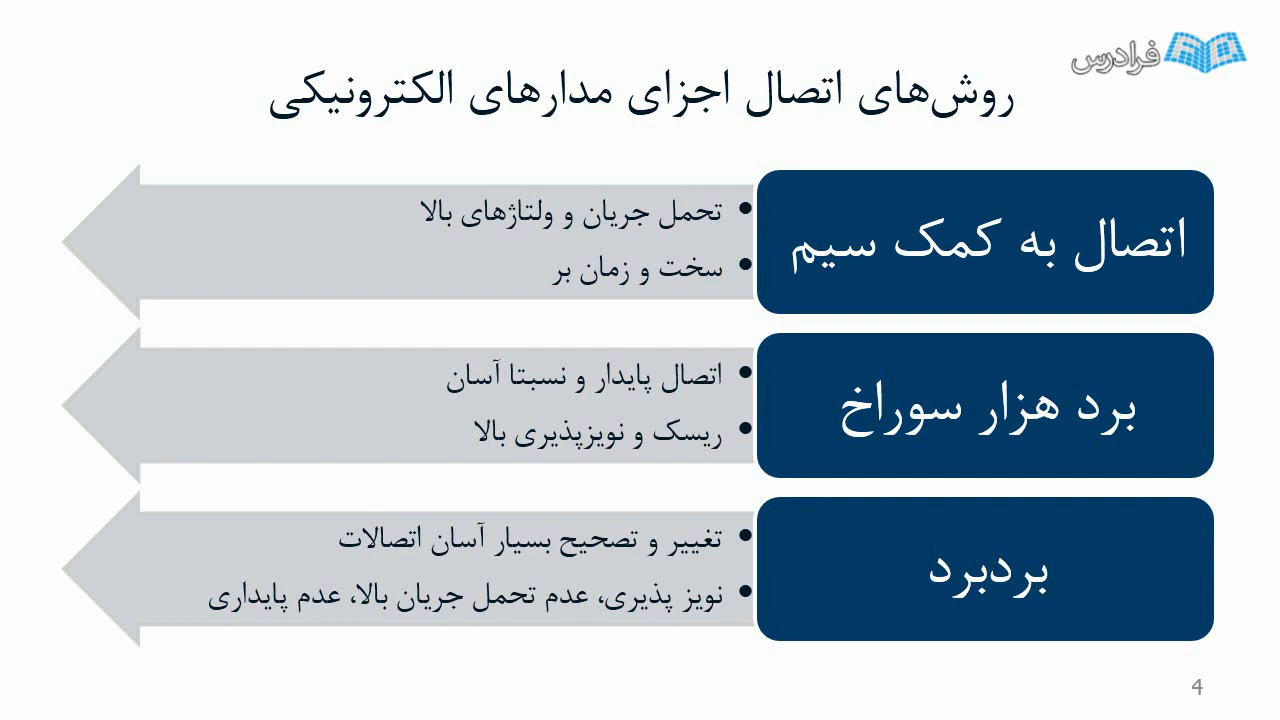 فرادرس
روش‌های اتصال اجزای مدارهای الکترونیکی
اتصال به کمک سیم
• تحمل جریان و ولتاژهای بالا
• سخت و زمان بر
برد هزار سوراخ
• اتصال پایدار و نسبتا آسان
• ریسک و نویزپذیری بالا
بردبرد
• تغییر و تصحیح بسیار آسان اتصالات
• نویز پذیری، عدم تحمل جریان بالا، عدم پایداری
4